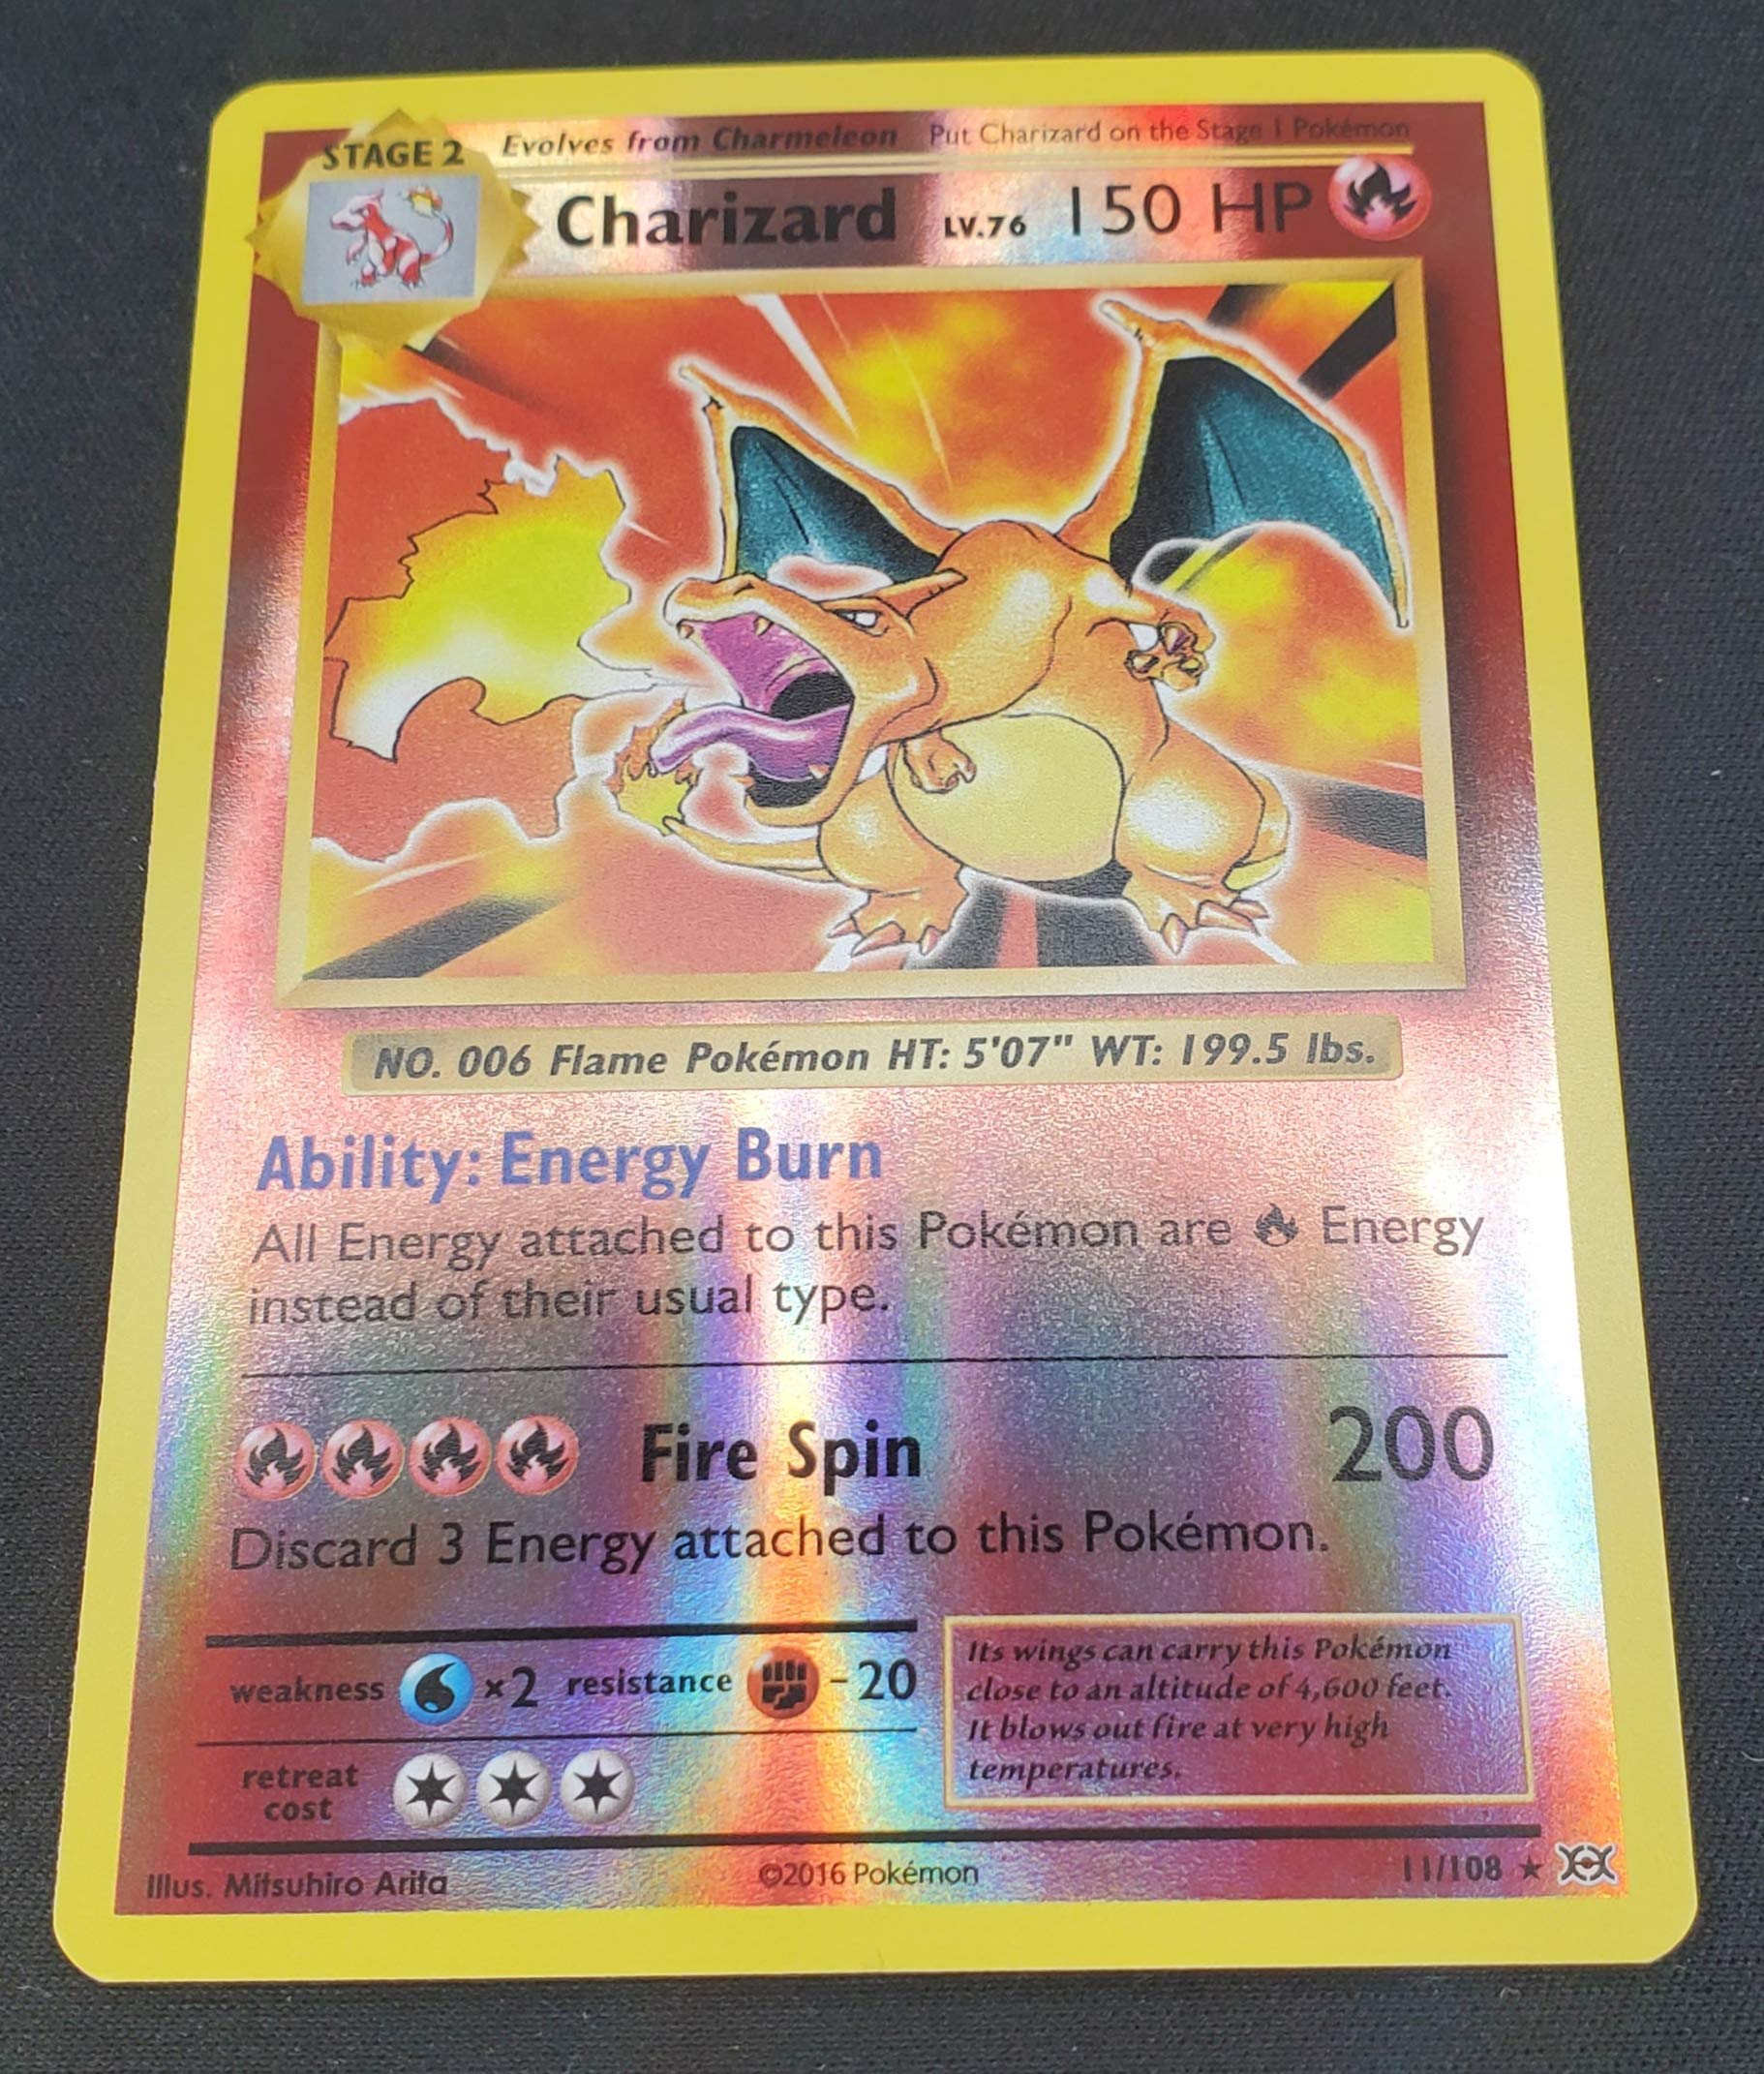 STAGE 2
Evolves from Charmeleon Put Charizard on the Stage 1 Pokémon
Charizard LV.76 150 HP
NO. 006 Flame Pokémon HT: 5'07" WT: 199.5 lbs.
Ability: Energy Burn
All Energy attached to this Pokémon are Energy
instead of their usual type.
Fire Spin 200
Discard 3 Energy attached to this Pokémon.
weakness ×2 resistance -20
retreat
cost
Its wings can carry this Pokémon
close to an altitude of 4,600 feet.
It blows out fire at very high
temperatures.
Illus. Mitsuhiro Arita ©2016 Pokémon 11/108 ★